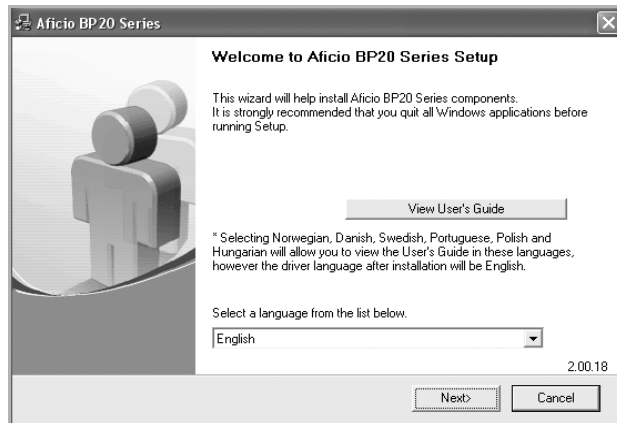 Aficio BP20 Series
Welcome to Aficio BP20 Series Setup
This wizard will help install Aficio BP20 Series components.
It is strongly recommended that you quit all Windows applications before
running Setup.
View User's Guide
* Selecting Norwegian, Danish, Swedish, Portuguese, Polish and
Hungarian will allow you to view the User's Guide in these languages,
however the driver language after installation will be English.
Select a language from the list below.
English
2.00.18
Next>
Cancel